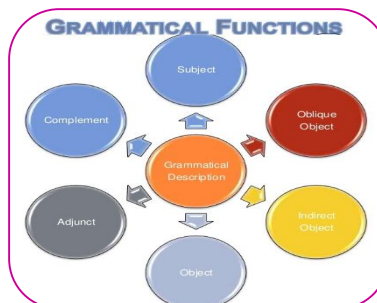 GRAMMATICAL FUNCTIONS
Subject
Complement
Oblique
Object
Grammatical
Description
Adjunct
Indirect
Object
Object